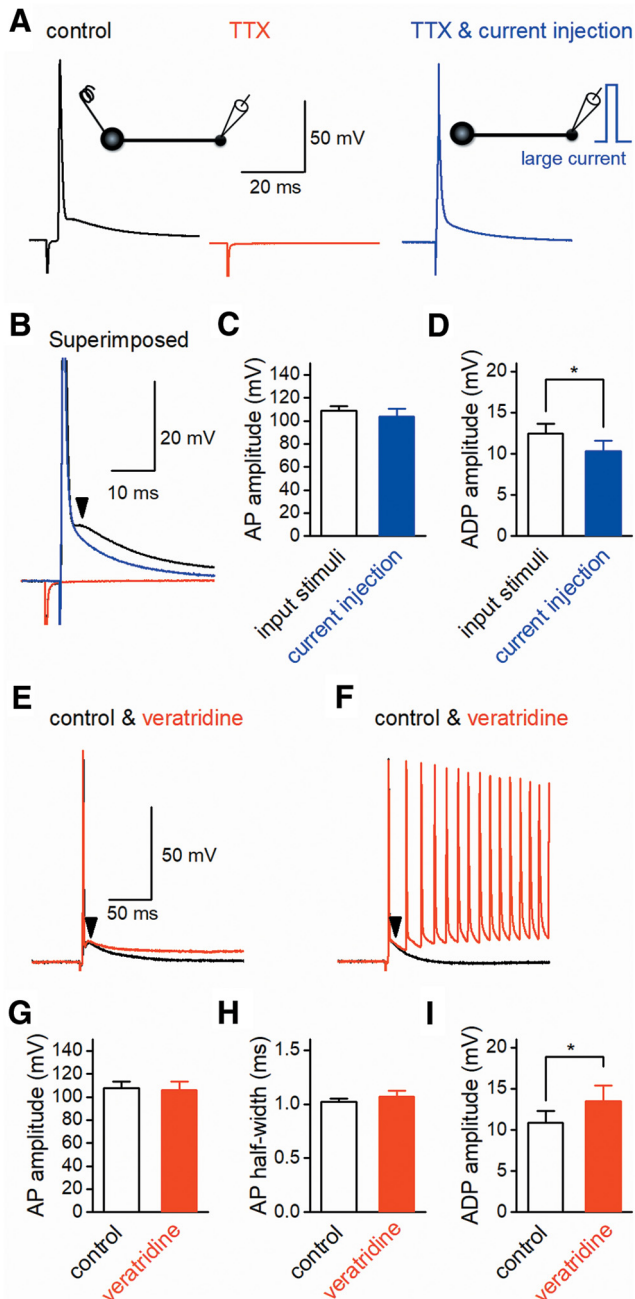 A
control
TTX
TTX & current injection
50 mV
20 ms
large current
B
Superimposed
20 mV
10 ms
C
AP amplitude (mV)
140
120
100
80
60
40
20
0
input stimuli
current injection
D
ADP amplitude (mV)
20
15
10
5
0
*
input stimuli
current injection
E
control & veratridine
50 mV
50 ms
F
control & veratridine
G
AP amplitude (mV)
140
120
100
80
60
40
20
0
control
veratridine
H
AP half-width (ms)
1.5
1.0
0.5
0.0
control
veratridine
I
ADP amplitude (mV)
20
15
10
5
0
*
control
veratridine